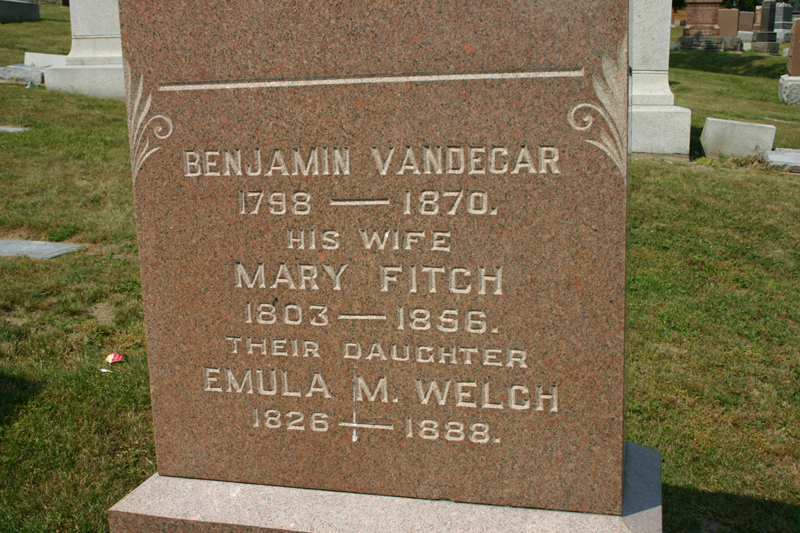 BENJAMIN VANDECAR
1798 — 1870.
HIS WIFE
MARY FITCH
1803 — 1856.
THEIR DAUGHTER
EMULA M. WELCH
1826 — 1888.